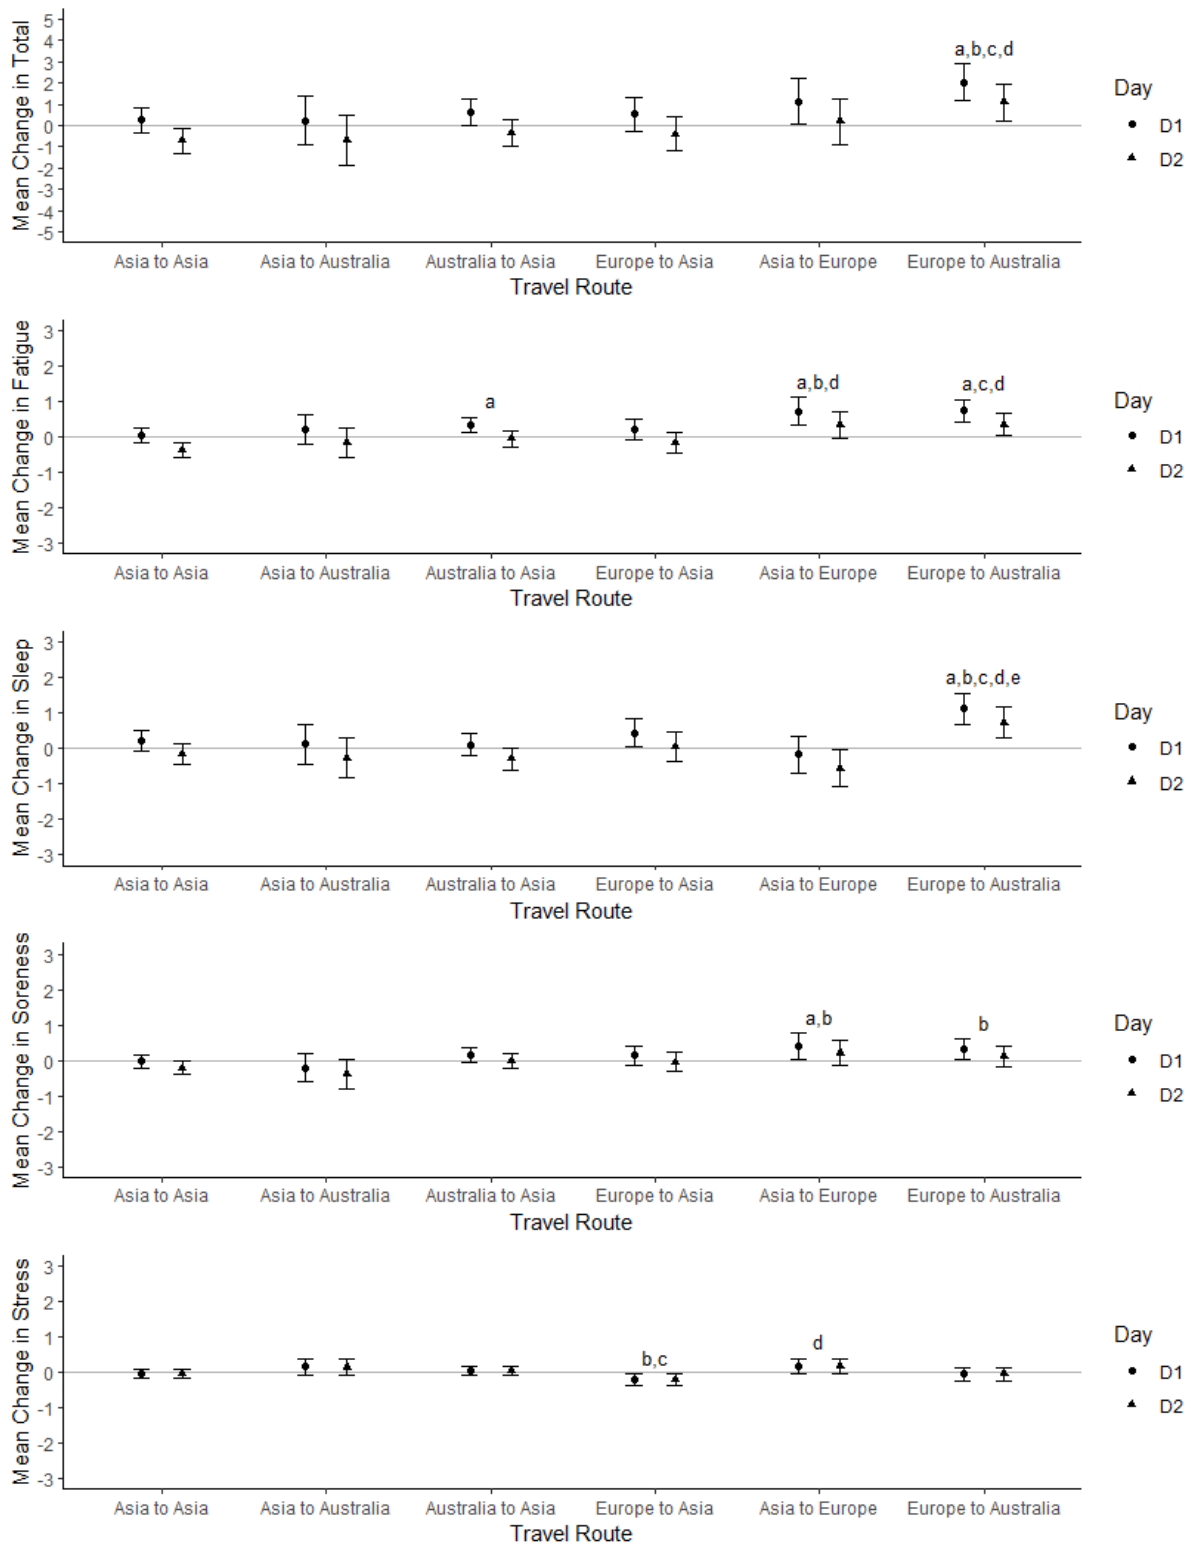 Mean Change in Total
5
4
3
2
1
0
-1
-2
-3
-4
-5
a,b,c,d
Asia to Asia Asia to Australia Australia to Asia Europe to Asia Asia to Europe Europe to Australia
Travel Route
Day
D1
D2
Mean Change in Fatigue
3
2
1
0
-1
-2
-3
a
a,b,d
a,c,d
Asia to Asia Asia to Australia Australia to Asia Europe to Asia Asia to Europe Europe to Australia
Travel Route
Day
D1
D2
Mean Change in Sleep
3
2
1
0
-1
-2
-3
a,b,c,d,e
Asia to Asia Asia to Australia Australia to Asia Europe to Asia Asia to Europe Europe to Australia
Travel Route
Day
D1
D2
Mean Change in Soreness
3
2
1
0
-1
-2
-3
a,b
b
Asia to Asia Asia to Australia Australia to Asia Europe to Asia Asia to Europe Europe to Australia
Travel Route
Day
D1
D2
Mean Change in Stress
3
2
1
0
-1
-2
-3
b,c
d
Asia to Asia Asia to Australia Australia to Asia Europe to Asia Asia to Europe Europe to Australia
Travel Route
Day
D1
D2